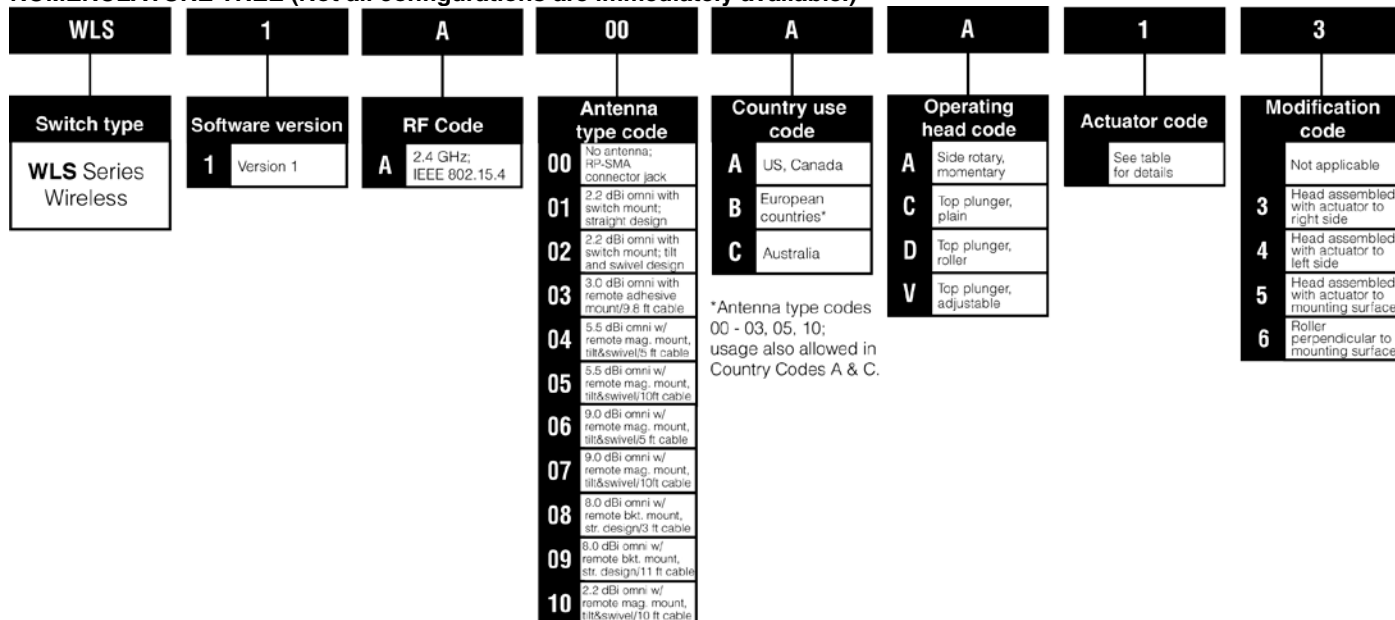 NOMENCLATURE TREE (Not all configurations are immediately available.)
WLS 1 A 00 A A 1 3
Switch type
WLS Series
Wireless
Software version
1 Version 1
RF Code
A 2.4 GHz;
IEEE 802.15.4
Antenna
type code
00 No antenna;
RP-SMA
connector jack
01 2.2 dBi omni with
switch mount;
straight design
02 2.2 dBi omni with
switch mount; tilt
and swivel design
03 3.0 dBi omni with
remote adhesive
mount/9.8 ft cable
04 5.5 dBi omni w/
remote mag. mount,
tilt&swivel/5 ft cable
05 5.5 dBi omni w/
remote mag. mount,
tilt&swivel/10ft cable
06 9.0 dBi omni w/
remote mag. mount,
tilt&swivel/5 ft cable
07 9.0 dBi omni w/
remote mag. mount,
tilt&swivel/10ft cable
08 8.0 dBi omni w/
remote bkt. mount,
str. design/3 ft cable
09 8.0 dBi omni w/
remote bkt. mount,
str. design/11 ft cable
10 2.2 dBi omni w/
remote mag. mount,
tilt&swivel/10 ft cable
Country use
code
A US, Canada
B European
countries*
C Australia
*Antenna type codes
00 - 03, 05, 10;
usage also allowed in
Country Codes A & C.
Operating
head code
A Side rotary,
momentary
C Top plunger,
plain
D Top plunger,
roller
V Top plunger,
adjustable
Actuator code
See table
for details
Modification
code
Not applicable
3 Head assembled
with actuator to
right side
4 Head assembled
with actuator to
left side
5 Head assembled
with actuator to
mounting surface
6 Roller
perpendicular to
mounting surface